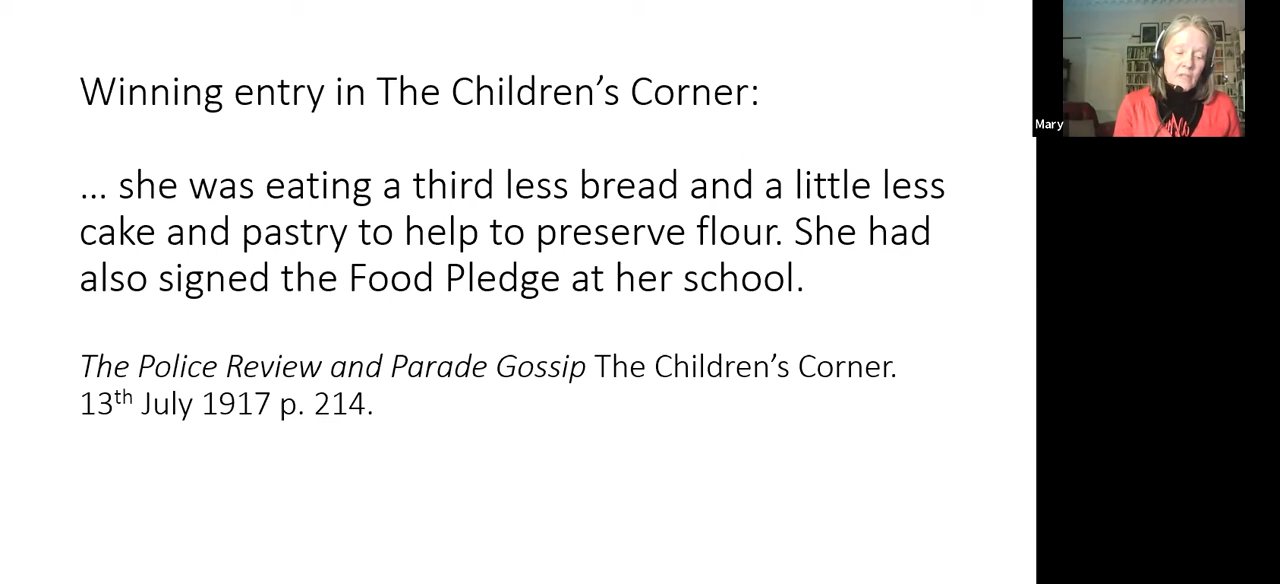 Winning entry in The Children’s Corner:
... she was eating a third less bread and a little less
cake and pastry to help to preserve flour. She had
also signed the Food Pledge at her school.
The Police Review and Parade Gossip The Children’s Corner.
13th July 1917 p. 214.
Mary